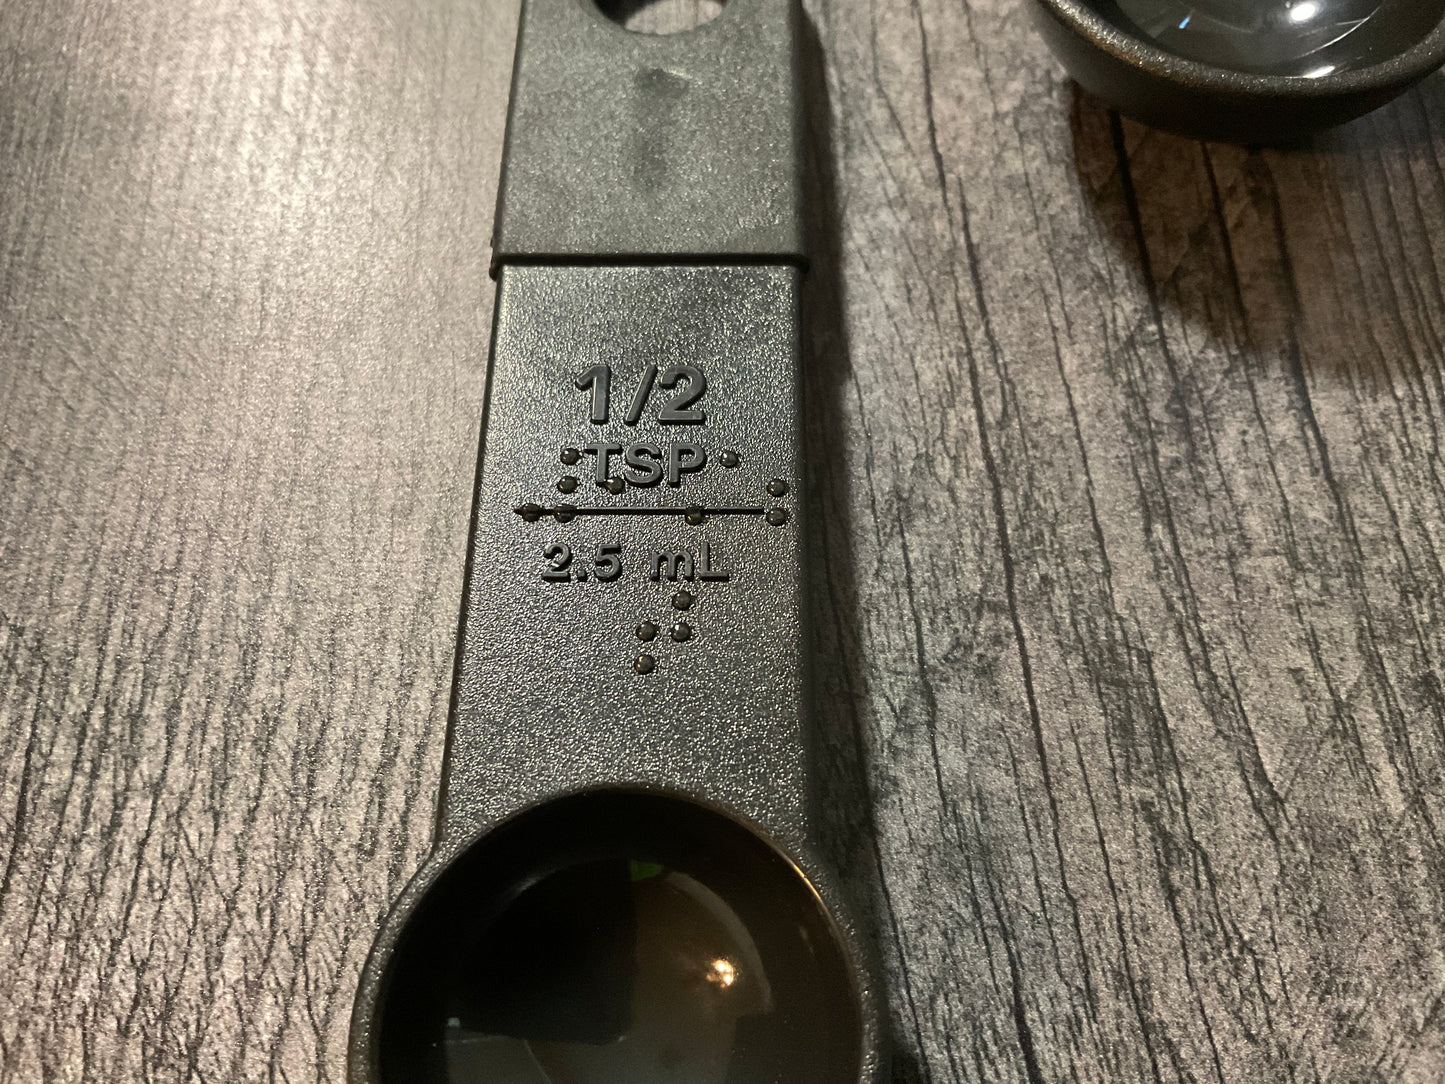 1/2
TSP
⠼⠂⠌⠆
2.5 mL
⠞